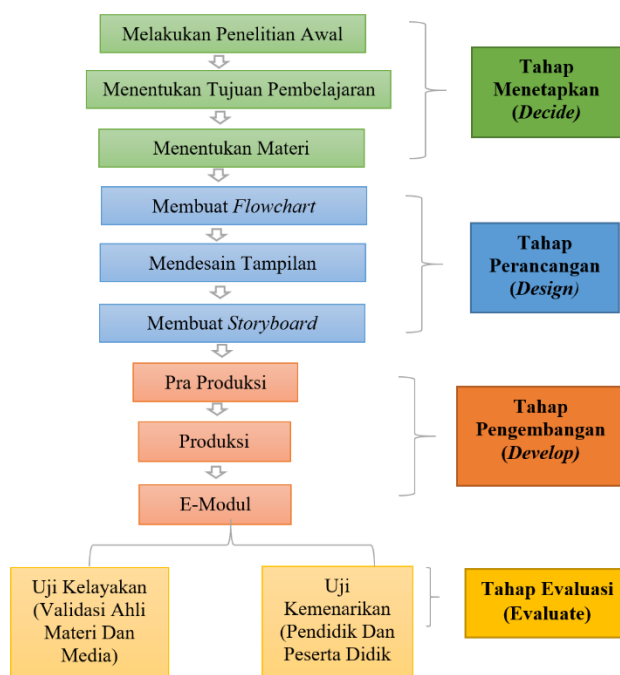 Melakukan Penelitian Awal
Menentukan Tujuan Pembelajaran
Menentukan Materi
Tahap
Menetapkan
(Decide)
Membuat Flowchart
Mendesain Tampilan
Membuat Storyboard
Tahap
Perancangan
(Design)
Pra Produksi
Produksi
E-Modul
Tahap
Pengembangan
(Develop)
Uji Kelayakan
(Validasi Ahli
Materi Dan
Media)
Uji
Kemenarikan
(Pendidik Dan
Peserta Didik
Tahap Evaluasi
(Evaluate)